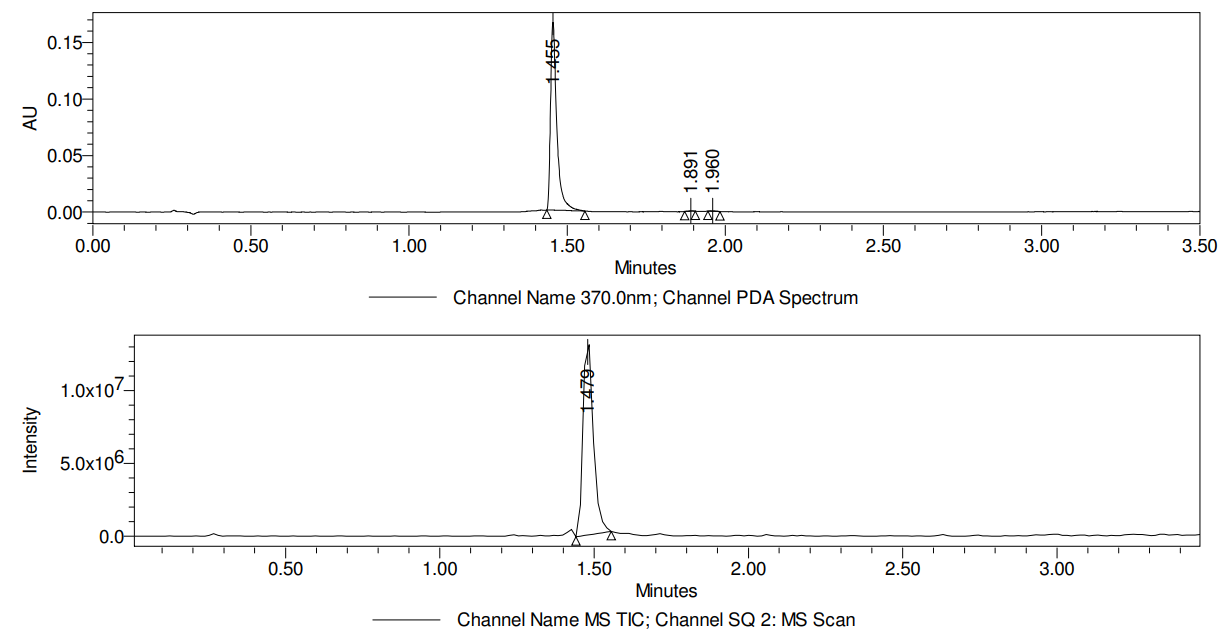 0.15
1.455
0.10
AU
0.05
1.891
1.960
0.00
0.00 0.50 1.00 1.50 2.00 2.50 3.00 3.50
Minutes
Channel Name 370.0nm; Channel PDA Spectrum
1.0x10⁷
1.479
Intensity
5.0x10⁶
0.0
0.50 1.00 1.50 2.00 2.50 3.00
Minutes
Channel Name MS TIC; Channel SQ 2: MS Scan